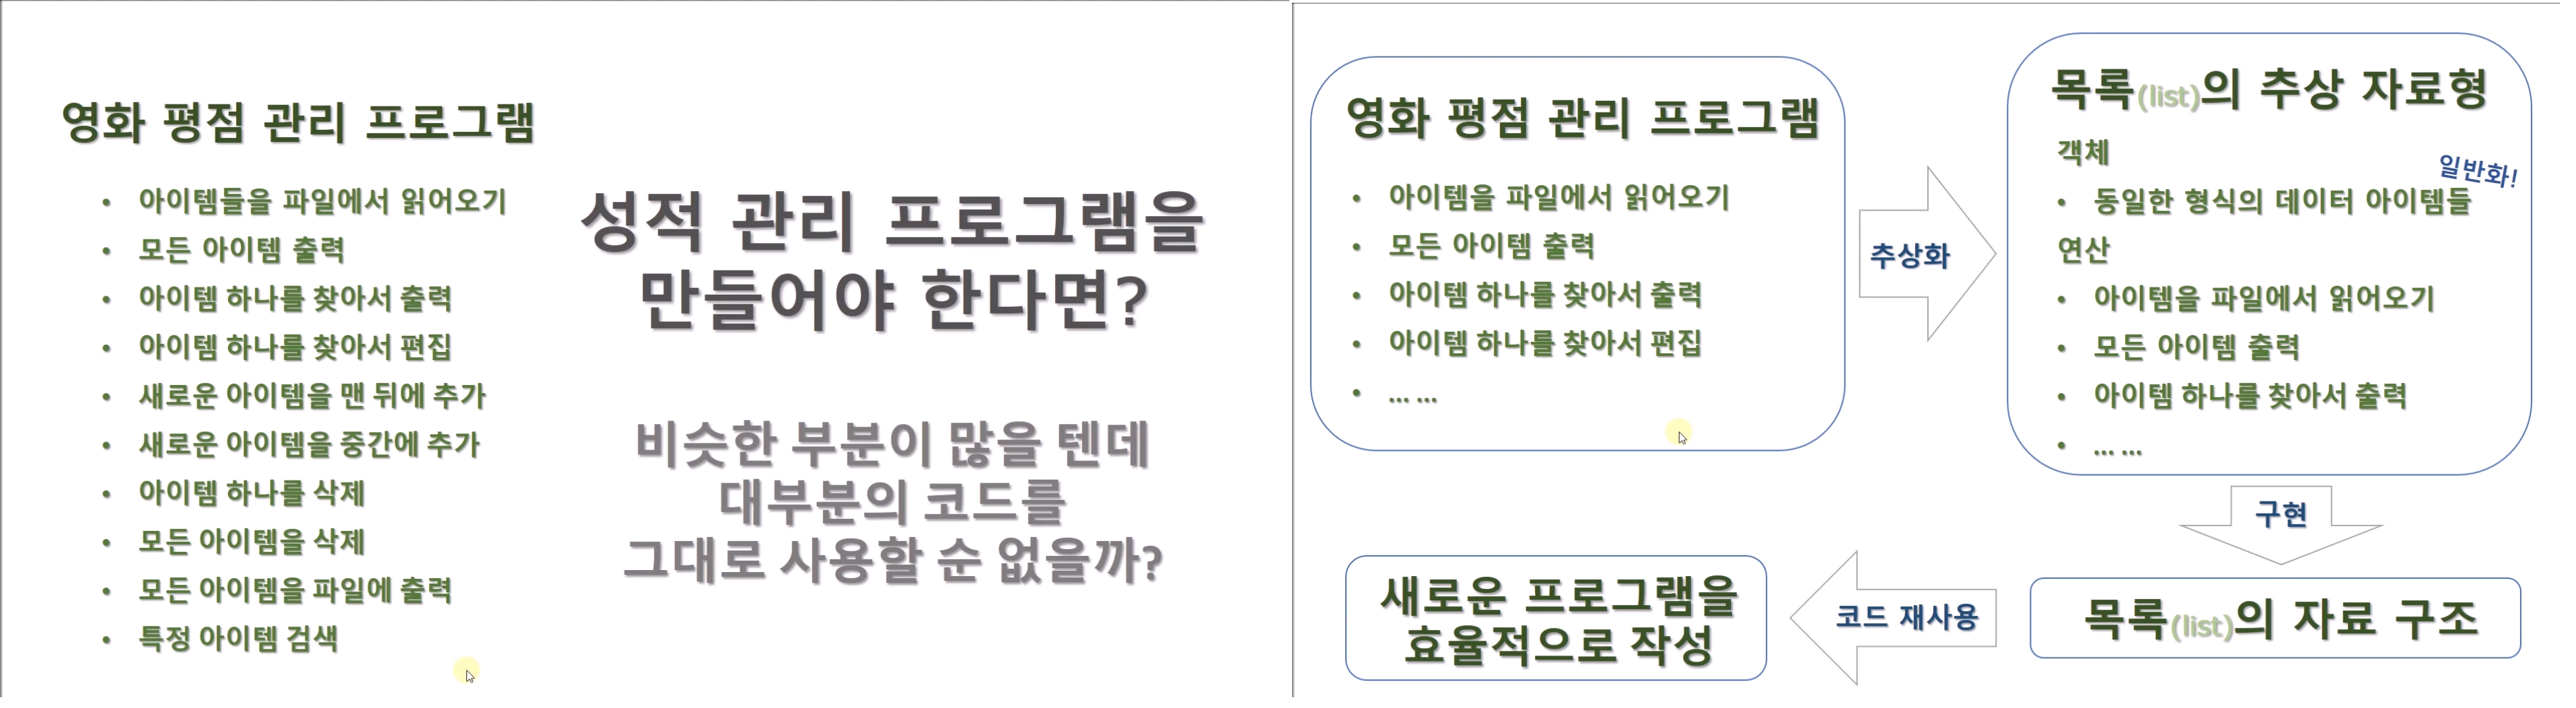 영화 평점 관리 프로그램
• 아이템들을 파일에서 읽어오기
• 모든 아이템 출력
• 아이템 하나를 찾아서 출력
• 아이템 하나를 찾아서 편집
• 새로운 아이템을 맨 뒤에 추가
• 새로운 아이템을 중간에 추가
• 아이템 하나를 삭제
• 모든 아이템을 삭제
• 모든 아이템을 파일에 출력
• 특정 아이템 검색
성적 관리 프로그램을
만들어야 한다면?
비슷한 부분이 많을 텐데
대부분의 코드를
그대로 사용할 순 없을까?
영화 평점 관리 프로그램
• 아이템을 파일에서 읽어오기
• 모든 아이템 출력
• 아이템 하나를 찾아서 출력
• 아이템 하나를 찾아서 편집
• ... ...
추상화
목록(list)의 추상 자료형
객체
일반화!
• 동일한 형식의 데이터 아이템들
연산
• 아이템을 파일에서 읽어오기
• 모든 아이템 출력
• 아이템 하나를 찾아서 출력
• ... ...
구현
목록(list)의 자료 구조
코드 재사용
새로운 프로그램을
효율적으로 작성